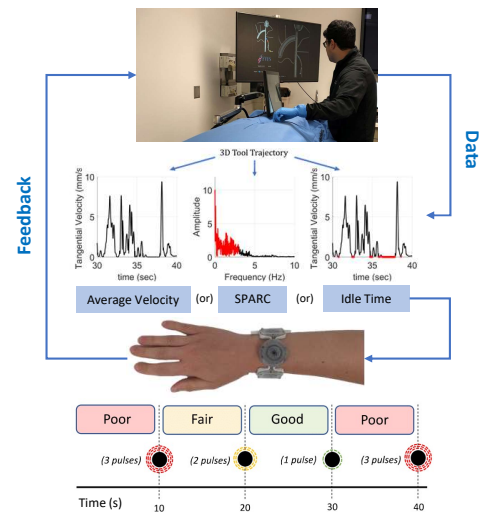 Feedback
Data
3D Tool Trajectory
Tangential Velocity (mm/s
10
5
0
30 35 40
time (sec)
Amplitude
10
5
0
0 5 10
Frequency (Hz)
Tangential Velocity (mm/s
10
5
0
30 35 40
time (sec)
Average Velocity (or) SPARC (or) Idle Time
Poor Fair Good Poor
(3 pulses) (2 pulses) (1 pulse) (3 pulses)
Time (s) 10 20 30 40